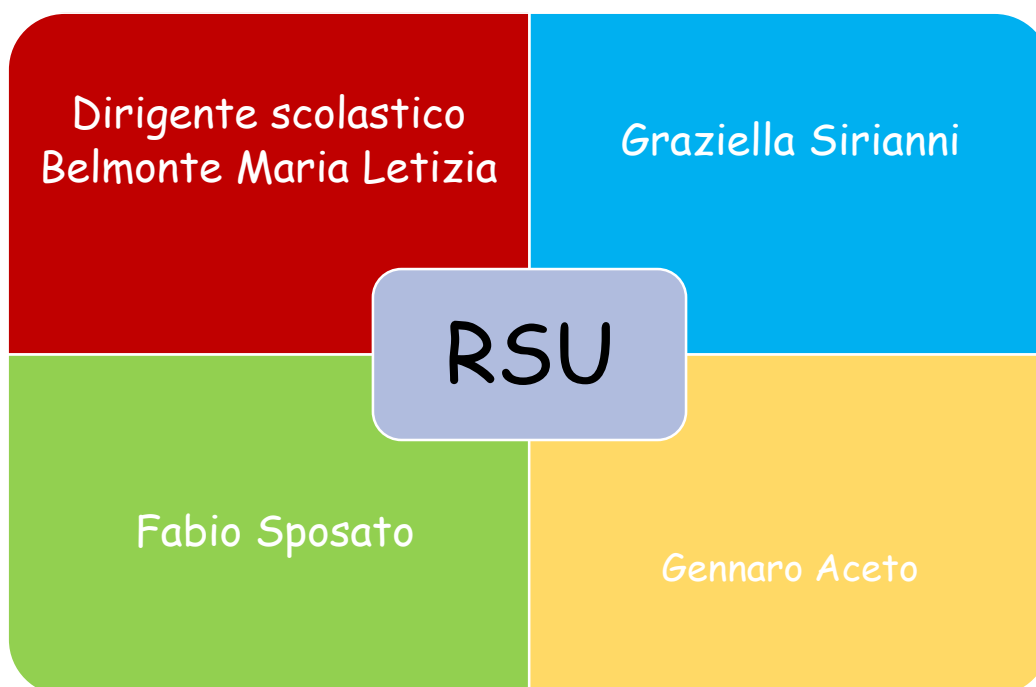 Dirigente scolastico
Belmonte Maria Letizia
Graziella Sirianni
RSU
Fabio Sposato
Gennaro Aceto